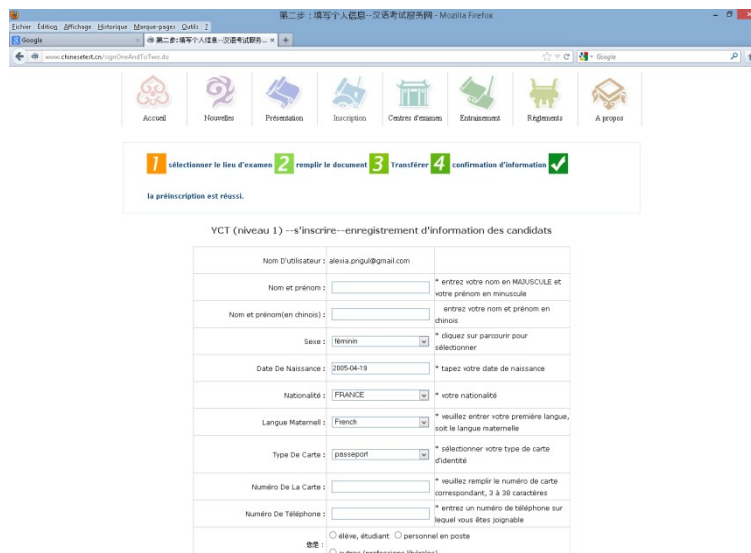 第二步：填写个人信息--汉语考试服务网 - Mozilla Firefox
Fichier Édition Affichage Historique Marque-pages Outils ?
Google
第二步:填写个人信息--汉语考试服务... × +
www.chinesetest.cn/signOneAndToTwo.do
Google
Accueil Nouvelles Présentation Inscription Centres d'examen Entrainement Règlements A propos
1 sélectionner le lieu d'examen 2 remplir le document 3 Transférer 4 confirmation d'information
la préinscription est réussi.
YCT (niveau 1) --s'inscrire--enregistrement d'information des candidats
Nom D'utilisateur : alexia.prigul@gmail.com
Nom et prénom : * entrez votre nom en MAJUSCULE et
votre prénom en minuscule
Nom et prénom(en chinois) : entrez votre nom et prénom en
chinois
Sexe : féminin * cliquez sur parcourir pour
sélectionner
Date De Naissance : 2005-04-19 * tapez votre date de naissance
Nationalité : FRANCE * votre nationalité
Langue Maternell : French * veuillez entrer votre première langue,
soit le langue maternelle
Type De Carte : passeport * sélectionner votre type de carte
d'identité
Numéro De La Carte : * veuillez remplir le numéro de carte
correspondant, 3 à 38 caractères
Numéro De Téléphone : * entrez un numéro de téléphone sur
lequel vous êtes joignable
您是 : élève, étudiant personnel en poste
autres (professions libérales)